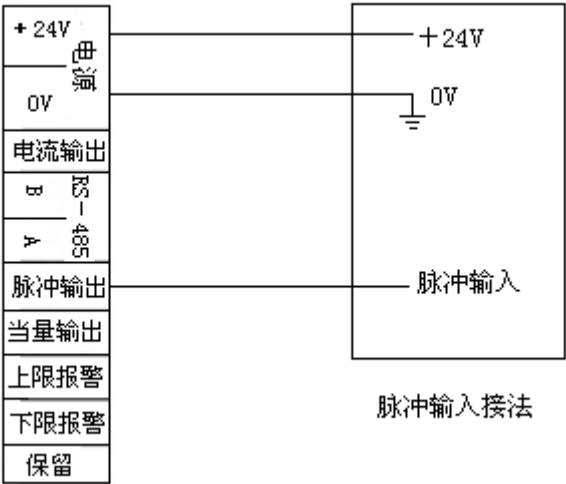 +24V
电源
0V
电流输出
B
A
RS-485
脉冲输出
当量输出
上限报警
下限报警
保留
+24V
0V
脉冲输入
脉冲输入接法